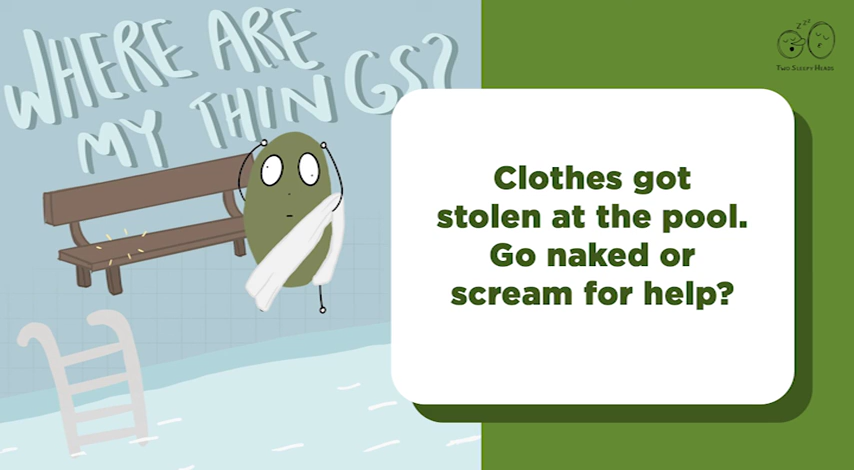 WHERE ARE
MY THINGS?
zzz
TWO SLEEPY HEADS
Clothes got
stolen at the pool.
Go naked or
scream for help?